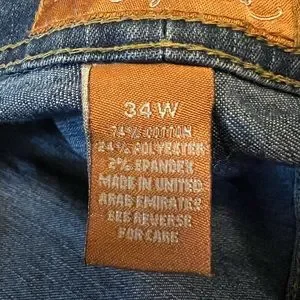 34W
74% COTTON
24% POLYESTER
2% SPANDEX
MADE IN UNITED
ARAB EMIRATES
SEE REVERSE
FOR CARE